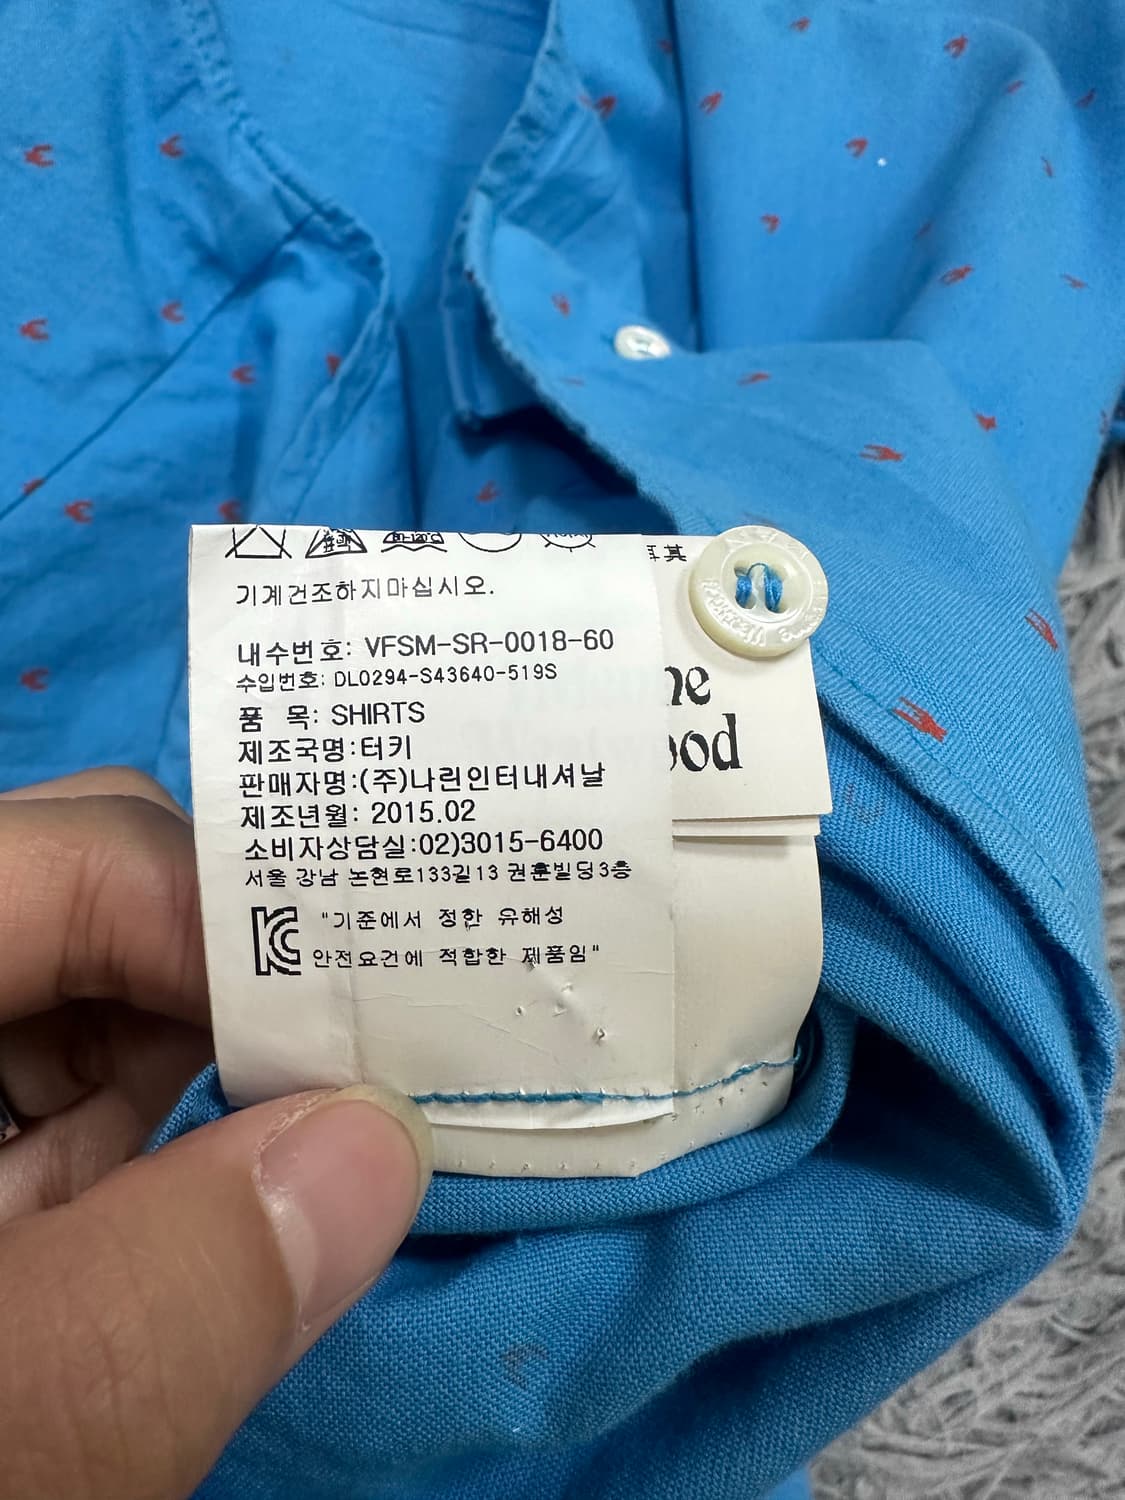 기계건조하지마십시오.
내수번호: VFSM-SR-0018-60
수입번호: DL0294-S43640-519S
품 목: SHIRTS
제조국명:터키
판매자명:(주)나린인터내셔날
제조년월: 2015.02
소비자상담실:02)3015-6400
서울 강남 논현로133길13 권훈빌딩3층
"기준에서 정한 유해성
안전요건에 적합한 제품임"
ne
ood